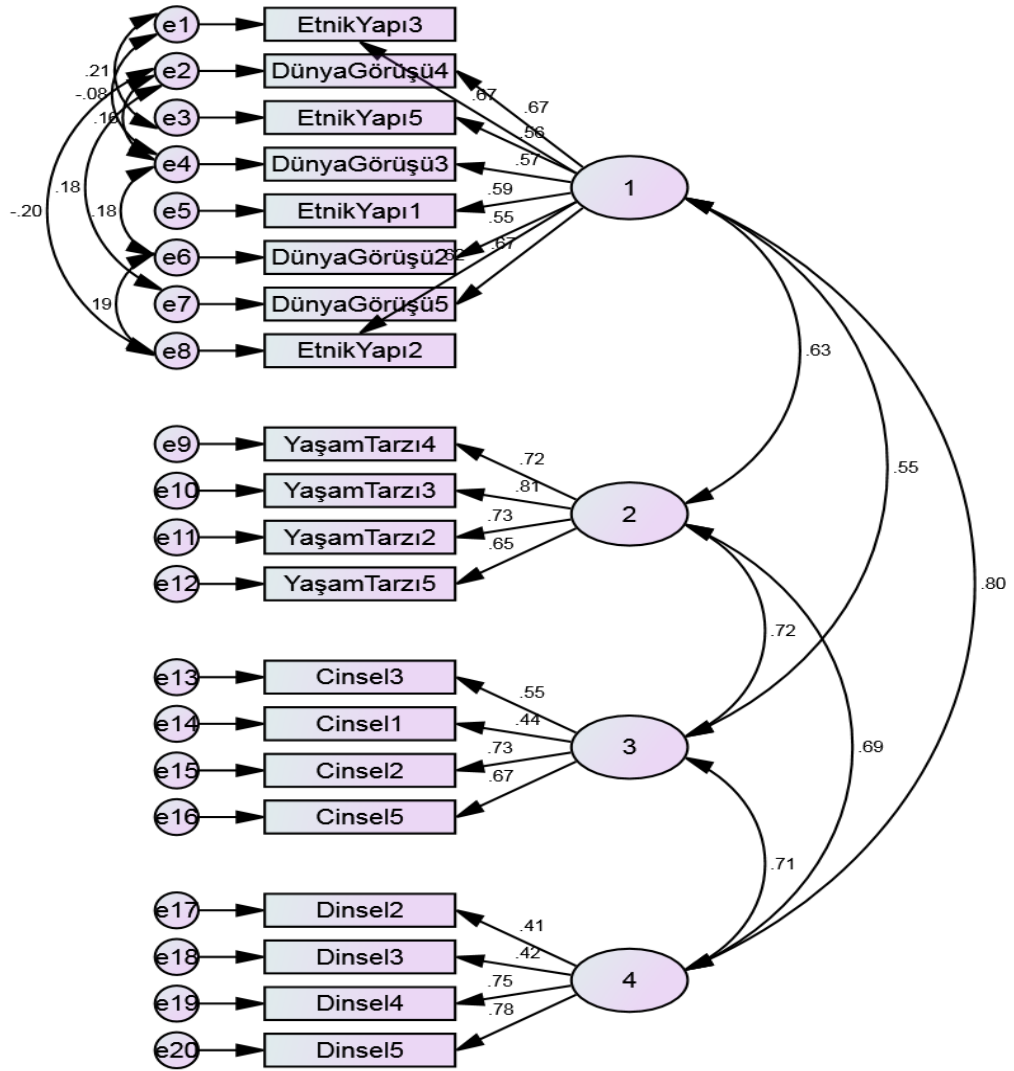 e1 EtnikYapı3
.21 e2 DünyaGörüşü4 .67 .67
-.08 .16 e3 EtnikYapı5 .56
e4 DünyaGörüşü3 .57 1
.18 .59
-.20 .18 e5 EtnikYapı1 .55
e6 DünyaGörüşü2 .62 .67
19 e7 DünyaGörüşü5
e8 EtnikYapı2 .63
e9 YaşamTarzı4 .72
.55
e10 YaşamTarzı3 .81 2
e11 YaşamTarzı2 .73
e12 YaşamTarzı5 .65 .80
.72
e13 Cinsel3 .55
e14 Cinsel1 .44 3 .69
e15 Cinsel2 .73
e16 Cinsel5 .67
.71
e17 Dinsel2 .41
e18 Dinsel3 .42 4
e19 Dinsel4 .75
e20 Dinsel5 .78